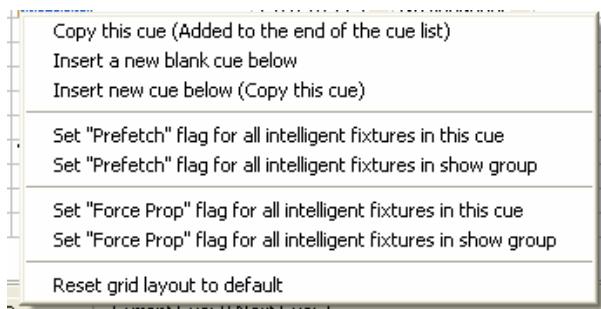 Copy this cue (Added to the end of the cue list)
Insert a new blank cue below
Insert new cue below (Copy this cue)
Set "Prefetch" flag for all intelligent fixtures in this cue
Set "Prefetch" flag for all intelligent fixtures in show group
Set "Force Prop" flag for all intelligent fixtures in this cue
Set "Force Prop" flag for all intelligent fixtures in show group
Reset grid layout to default